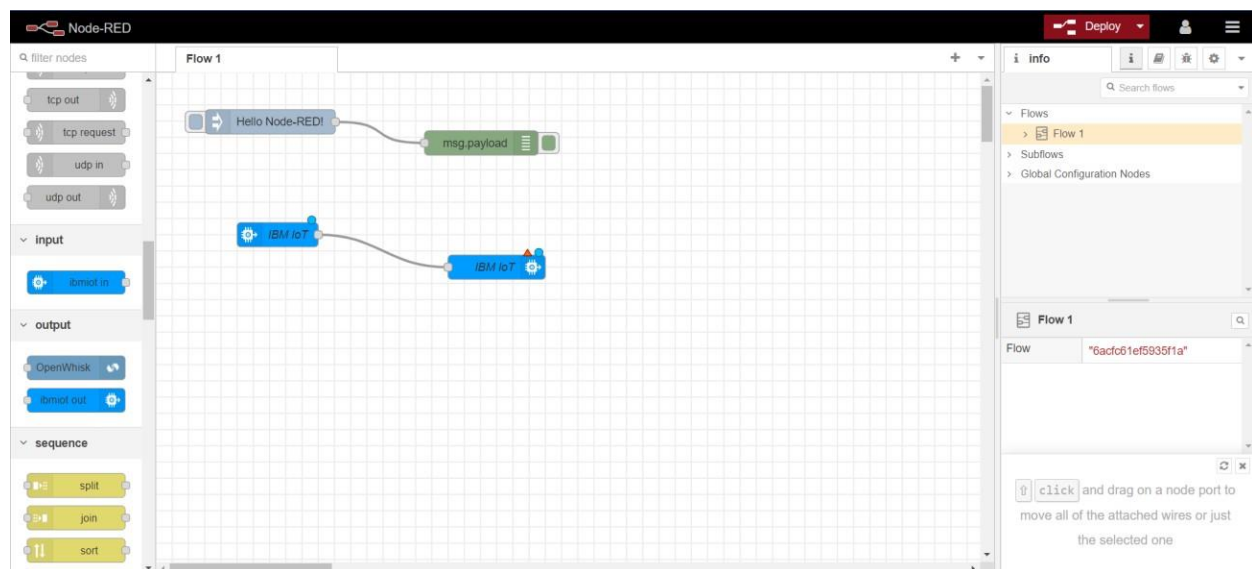 Node-RED
Deploy
filter nodes
tcp out
tcp request
udp in
udp out
input
ibmiot in
output
OpenWhisk
ibmiot out
sequence
split
join
sort
Flow 1
Hello Node-RED!
msg.payload
IBM IoT
IBM IoT
i info
i
Search flows
Flows
Flow 1
Subflows
Global Configuration Nodes
Flow 1
Flow "6acfc61ef5935f1a"
⇧ click and drag on a node port to
move all of the attached wires or just
the selected one